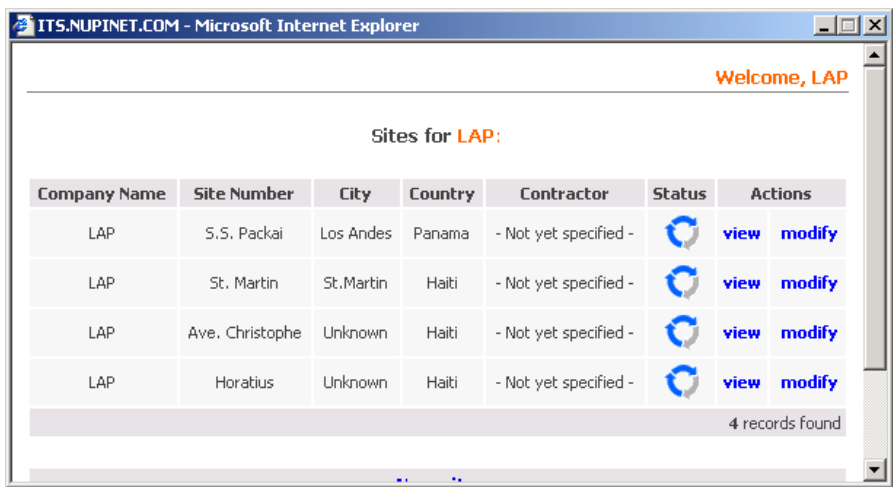 ITS.NUPINET.COM - Microsoft Internet Explorer
Welcome, LAP
Sites for LAP:
Company Name Site Number City Country Contractor Status Actions
LAP S.S. Packai Los Andes Panama - Not yet specified - view modify
LAP St. Martin St.Martin Haiti - Not yet specified - view modify
LAP Ave. Christophe Unknown Haiti - Not yet specified - view modify
LAP Horatius Unknown Haiti - Not yet specified - view modify
4 records found